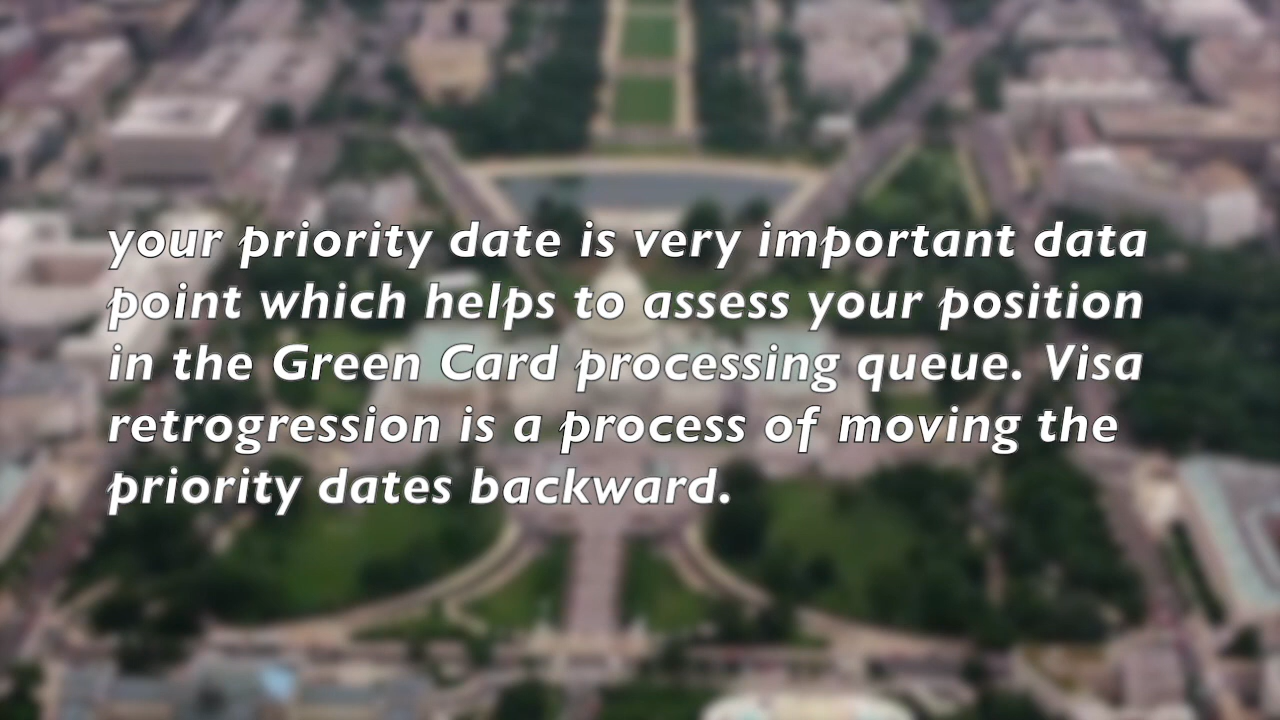 your priority date is very important data
point which helps to assess your position
in the Green Card processing queue. Visa
retrogression is a process of moving the
priority dates backward.